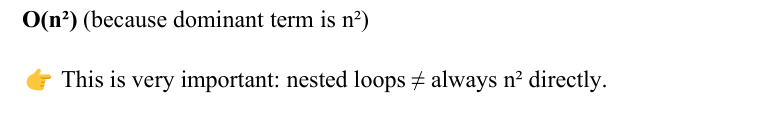 O(n²) (because dominant term is n²)
👉 This is very important: nested loops ≠ always n² directly.